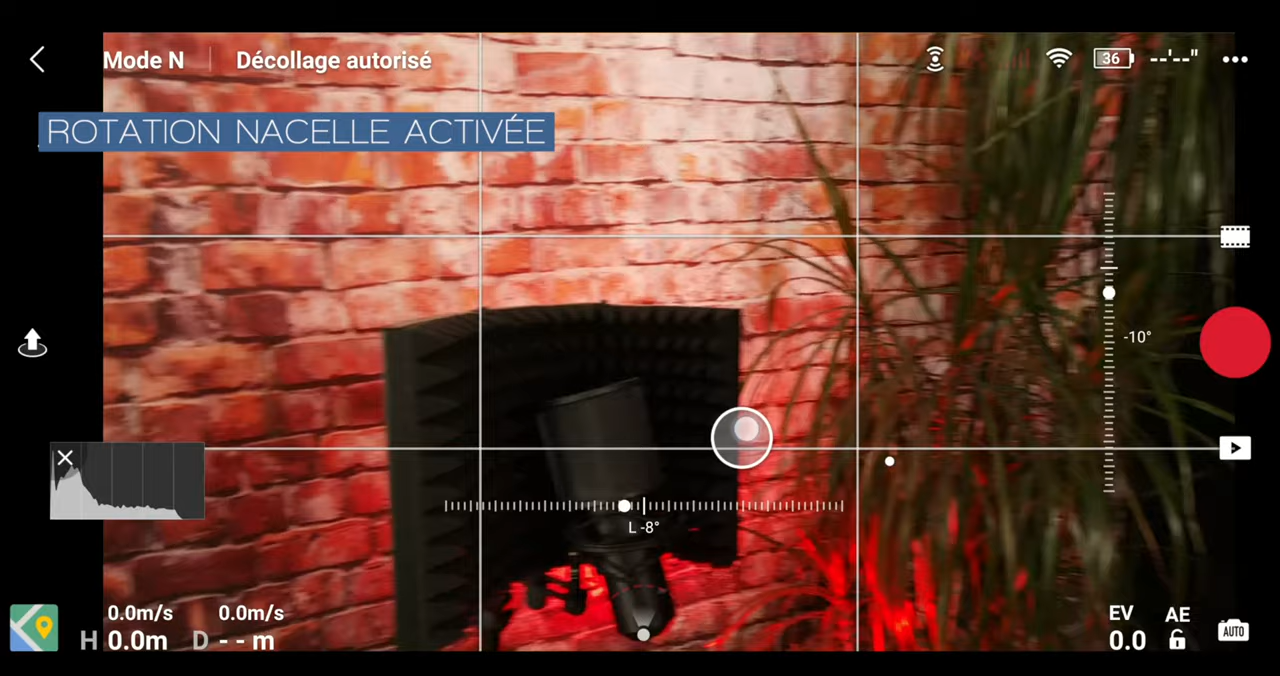 Mode N
Décollage autorisé
36
--'--"
ROTATION NACELLE ACTIVÉE
-10°
L -8°
0.0m/s 0.0m/s
H 0.0m D - - m
EV AE
0.0
AUTO